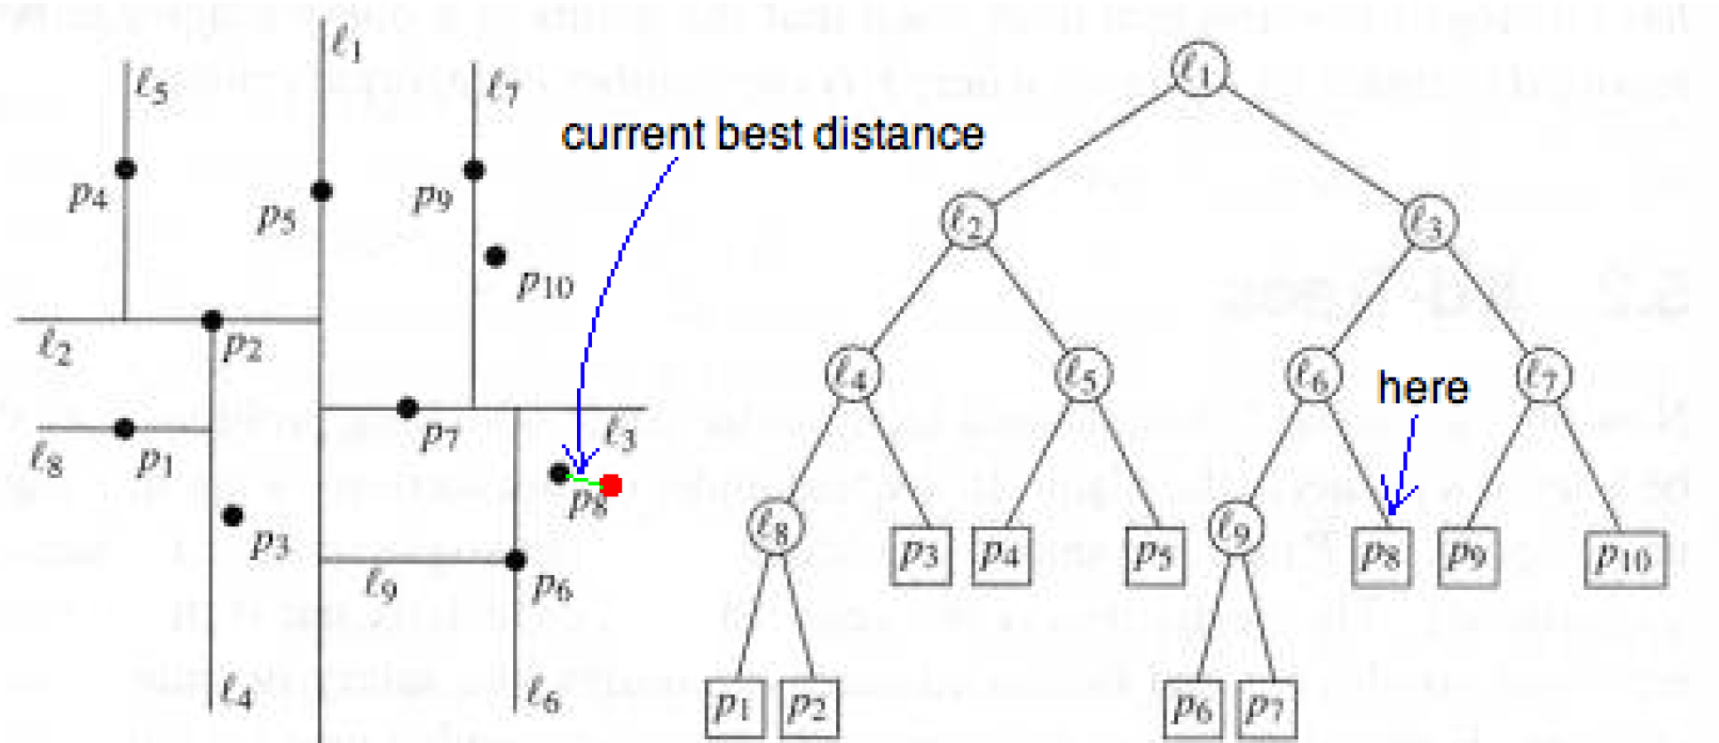 ℓ1
ℓ5
ℓ7
current best distance
p4
p5
p9
p10
ℓ2
p2
p7
ℓ3
ℓ8
p1
p8
p3
ℓ9
p6
ℓ4
ℓ6
ℓ1
ℓ2
ℓ3
ℓ4
ℓ5
ℓ6
here
ℓ7
ℓ8
p3
p4
p5
ℓ9
p8
p9
p10
p1
p2
p6
p7